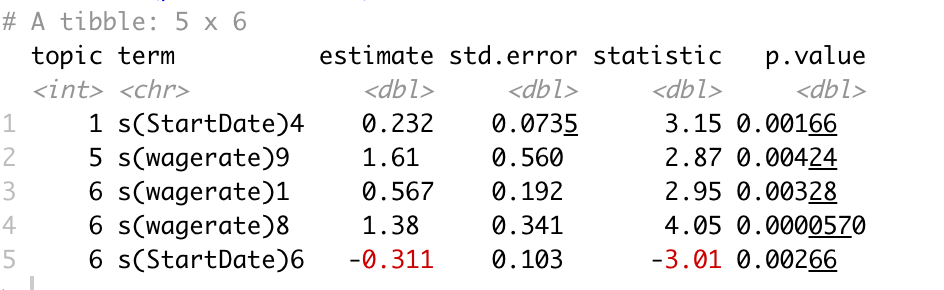 # A tibble: 5 x 6
topic term estimate std.error statistic p.value
<int> <chr> <dbl> <dbl> <dbl> <dbl>
1 1 s(StartDate)4 0.232 0.0735 3.15 0.00166
2 5 s(wagerate)9 1.61 0.560 2.87 0.00424
3 6 s(wagerate)1 0.567 0.192 2.95 0.00328
4 6 s(wagerate)8 1.38 0.341 4.05 0.0000570
5 6 s(StartDate)6 -0.311 0.103 -3.01 0.00266